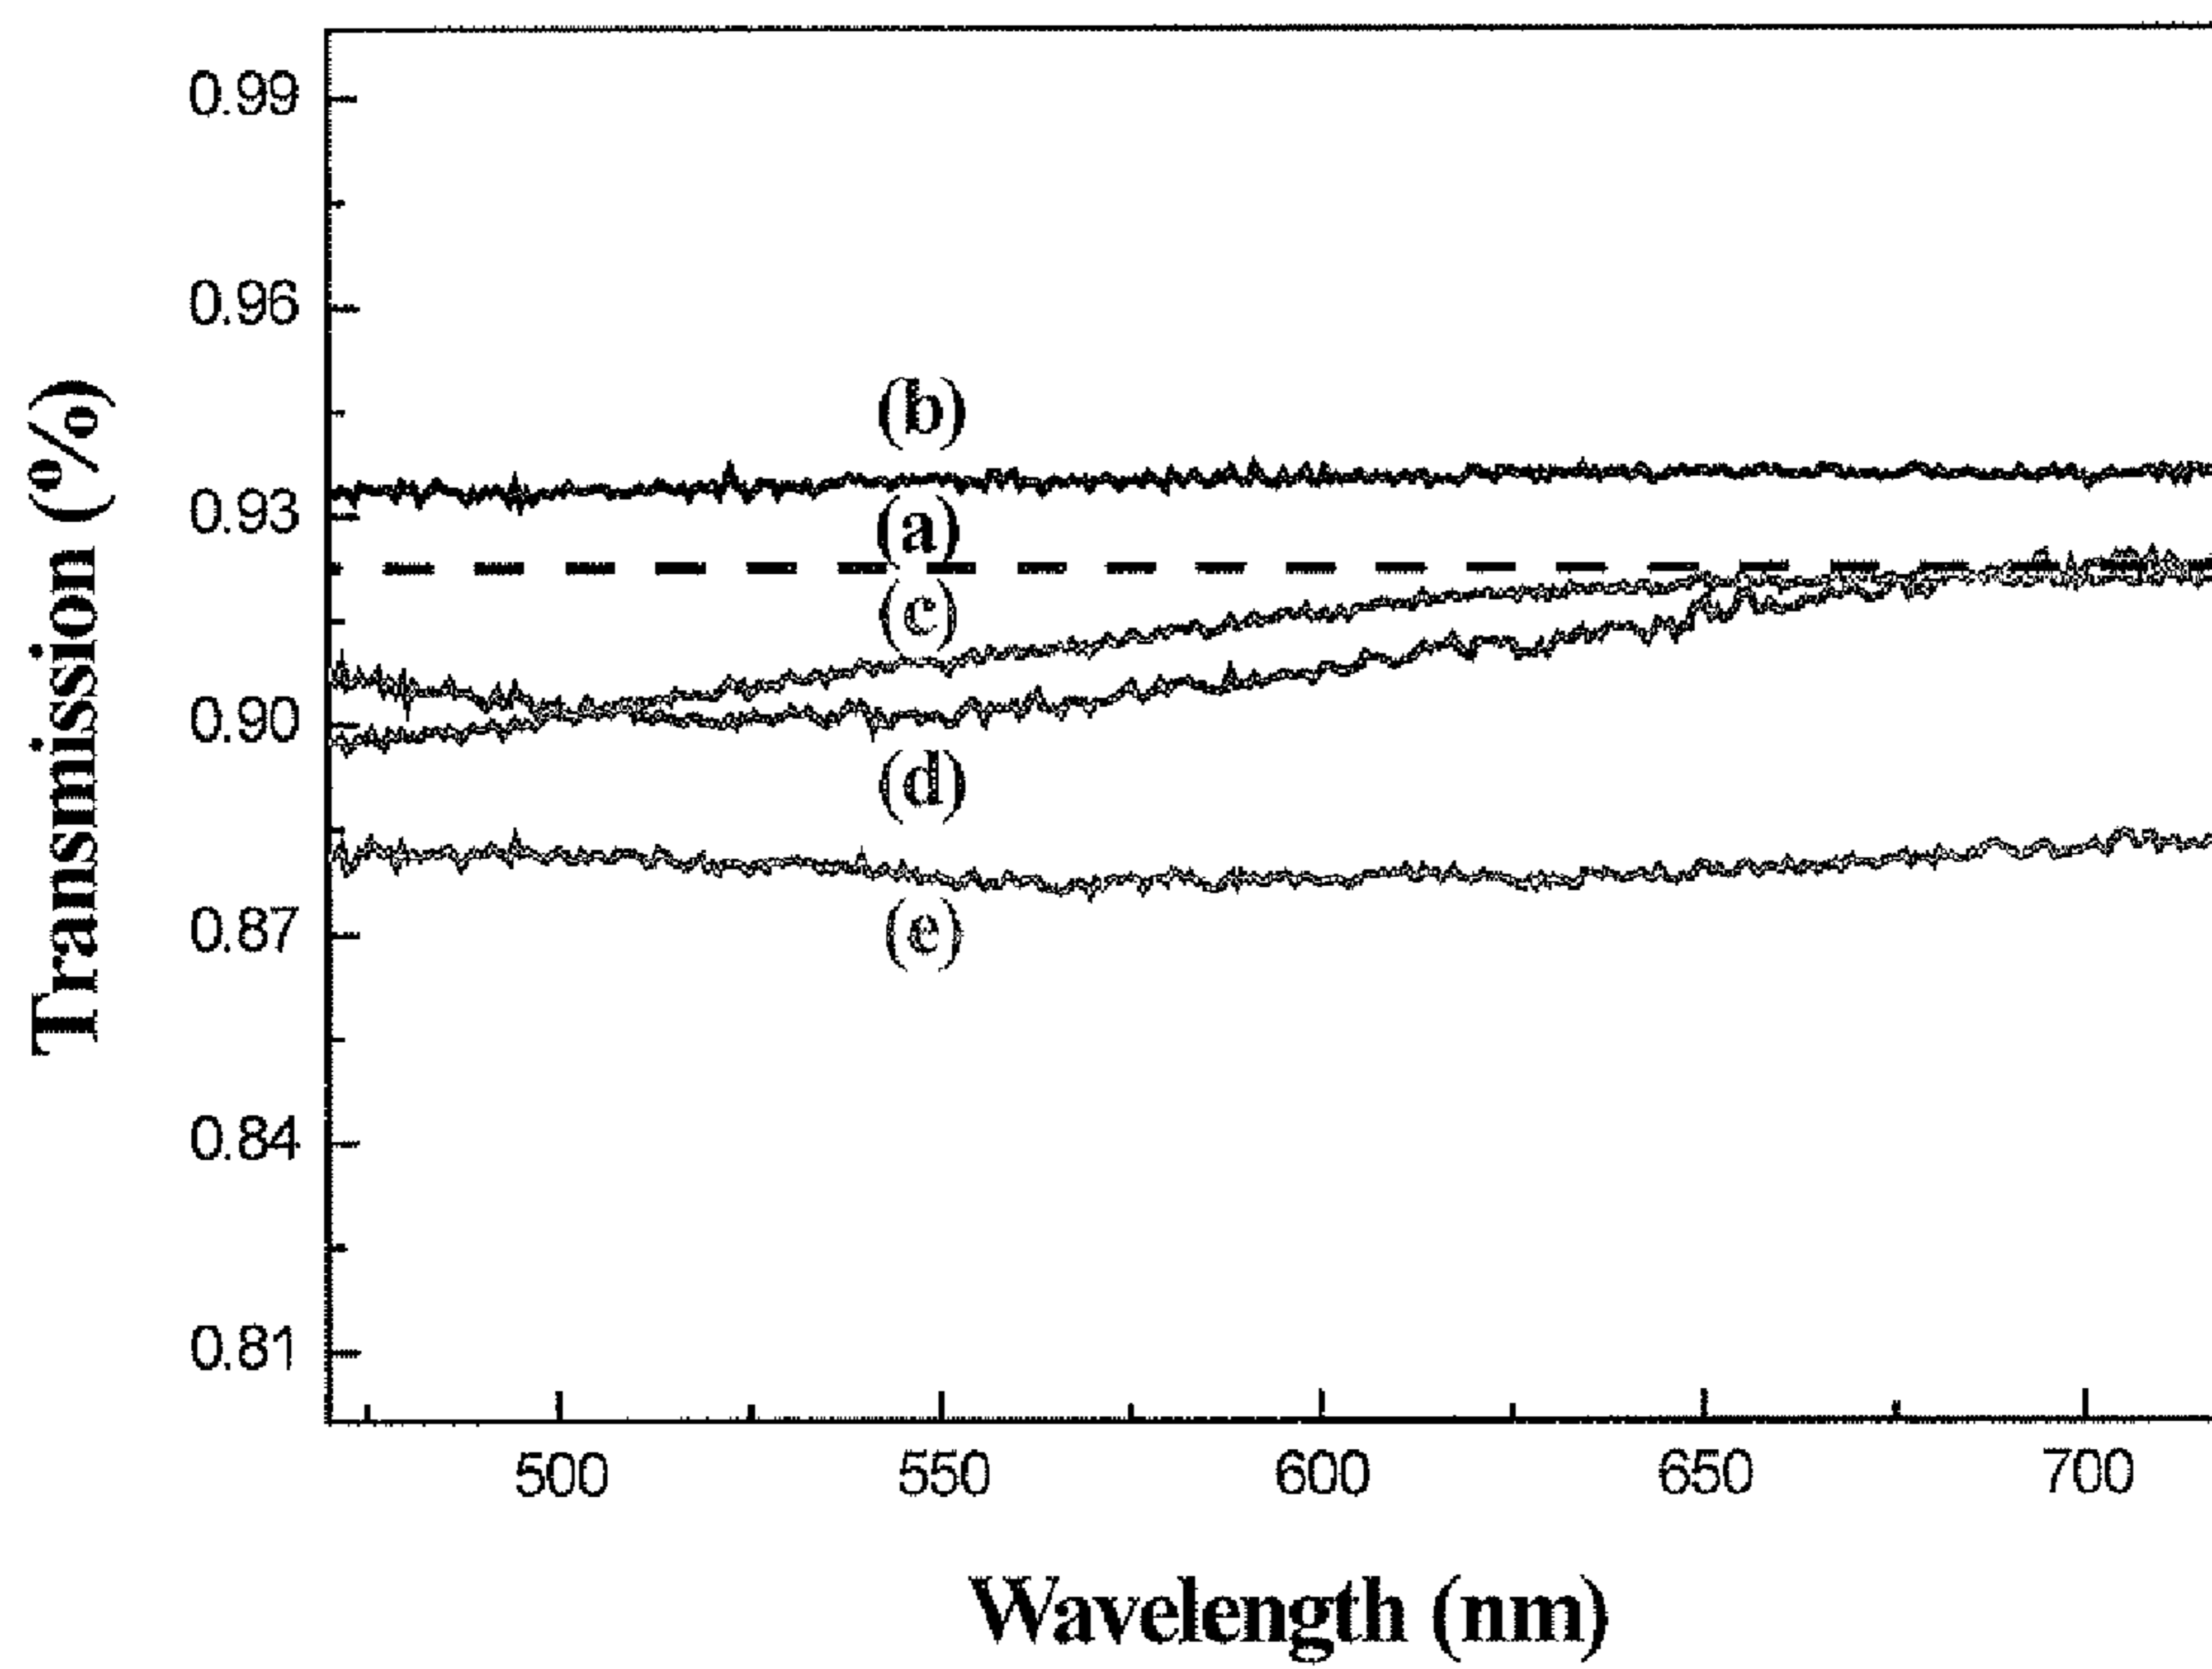 Transmission (%)
0.99
0.96
0.93
0.90
0.87
0.84
0.81
(b)
(a)
(c)
(d)
(e)
500 550 600 650 700
Wavelength (nm)